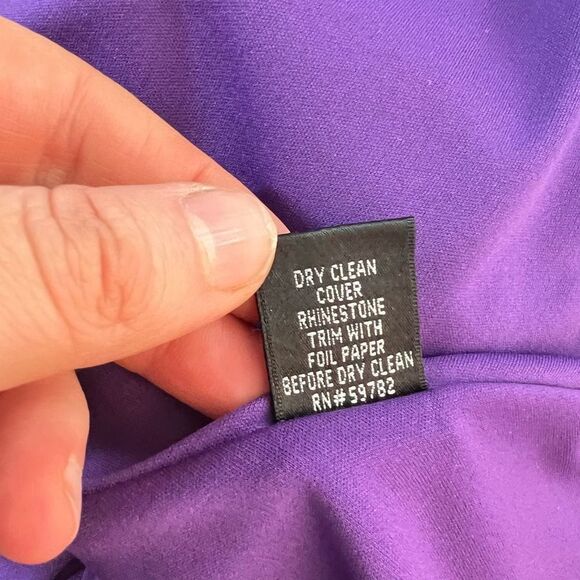 DRY CLEAN
COVER
RHINESTONE
TRIM WITH
FOIL PAPER
BEFORE DRY CLEAN
RN#59782